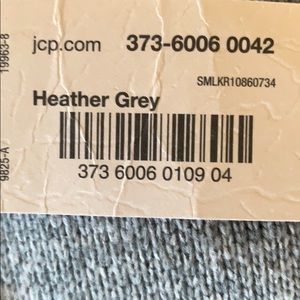 jcp.com 373-6006 0042
SMLKR10860734
Heather Grey
373 6006 0109 04
19963-8
9825-A